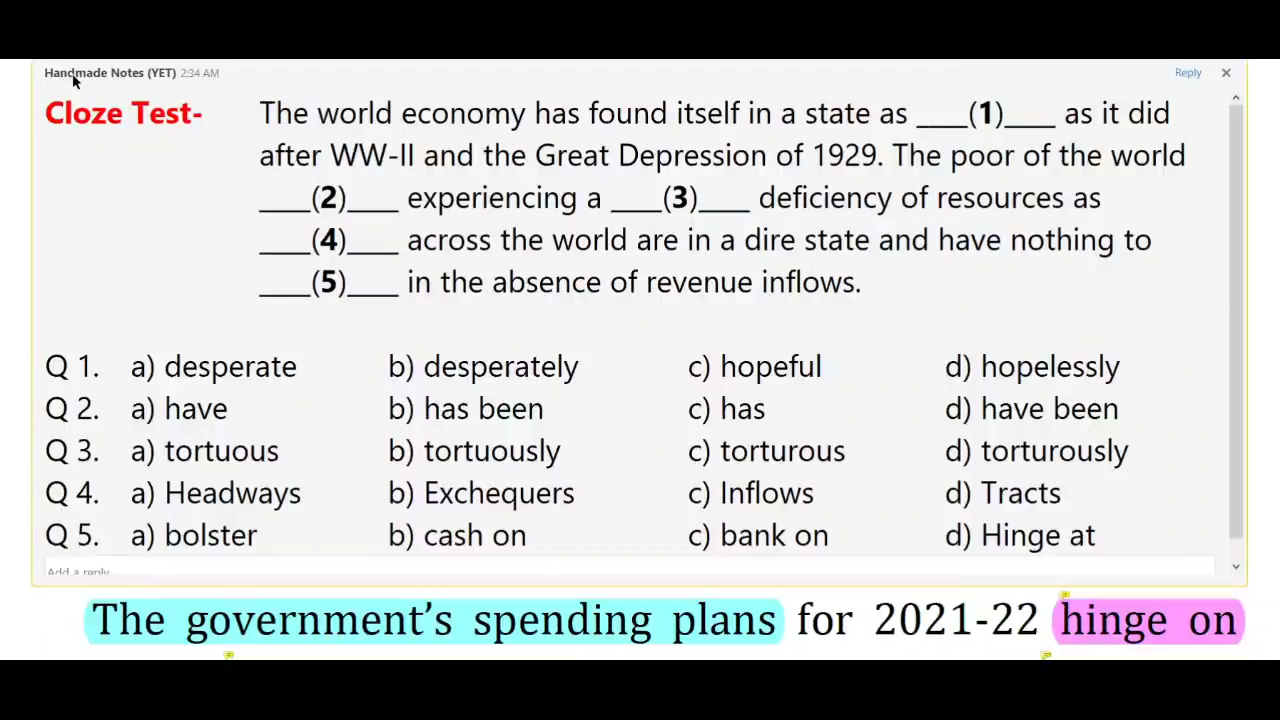 Handmade Notes (YET) 2:34 AM Reply
Cloze Test- The world economy has found itself in a state as ____(1)____ as it did
after WW-II and the Great Depression of 1929. The poor of the world
____(2)____ experiencing a ____(3)____ deficiency of resources as
____(4)____ across the world are in a dire state and have nothing to
____(5)____ in the absence of revenue inflows.
Q 1. a) desperate b) desperately c) hopeful d) hopelessly
Q 2. a) have b) has been c) has d) have been
Q 3. a) tortuous b) tortuously c) torturous d) torturously
Q 4. a) Headways b) Exchequers c) Inflows d) Tracts
Q 5. a) bolster b) cash on c) bank on d) Hinge at
Add a reply
The government’s spending plans for 2021-22 hinge on